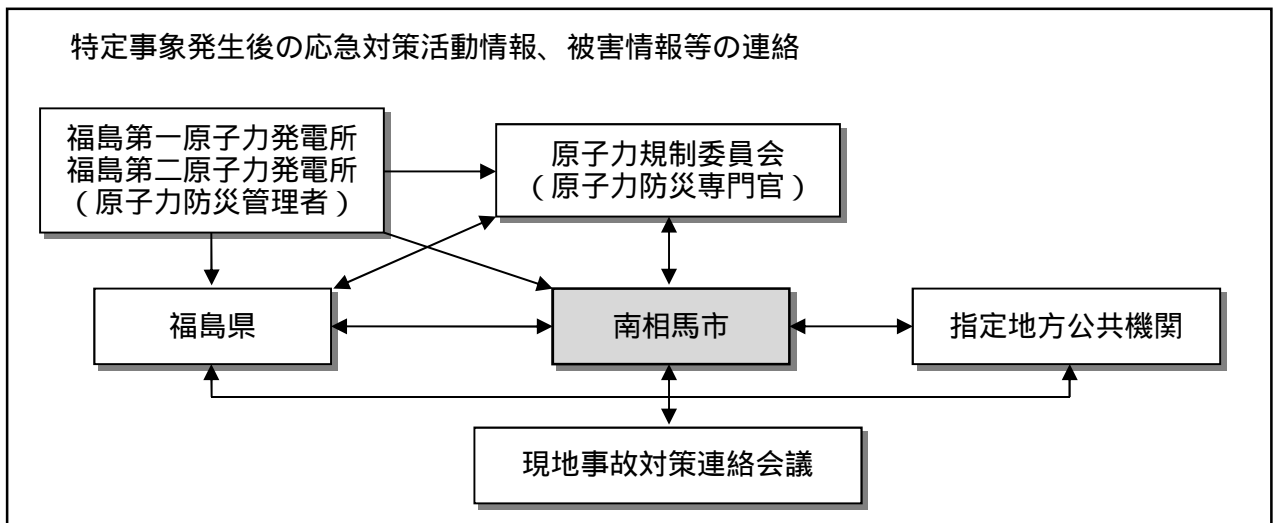 特定事象発生後の応急対策活動情報、被害情報等の連絡
福島第一原子力発電所
福島第二原子力発電所
（原子力防災管理者）
原子力規制委員会
（原子力防災専門官）
福島県
南相馬市
指定地方公共機関
現地事故対策連絡会議